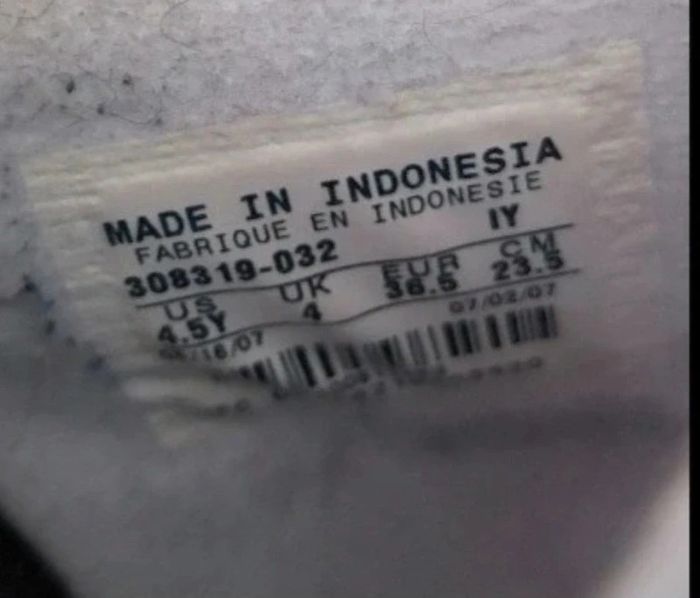 MADE IN INDONESIA
FABRIQUE EN INDONESIE
308319-032 IY
US UK EUR CM
4.5Y 4 36.5 23.5
07/02/07